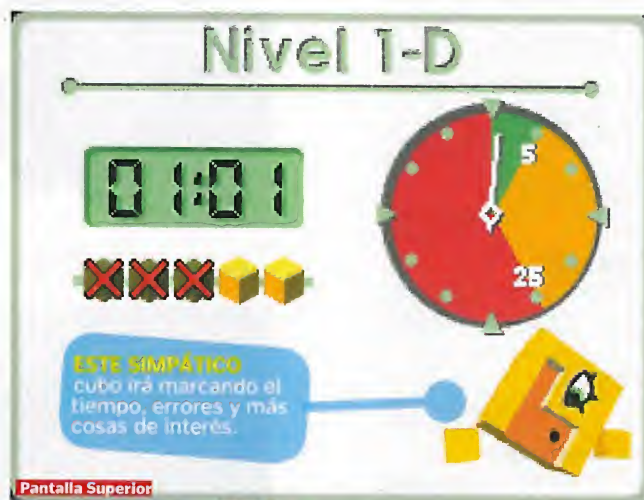 Nivel 1-D
01:01
5
25
ESTE SIMPÁTICO
cubo irá marcando el
tiempo, errores y más
cosas de interés.
Pantalla Superior